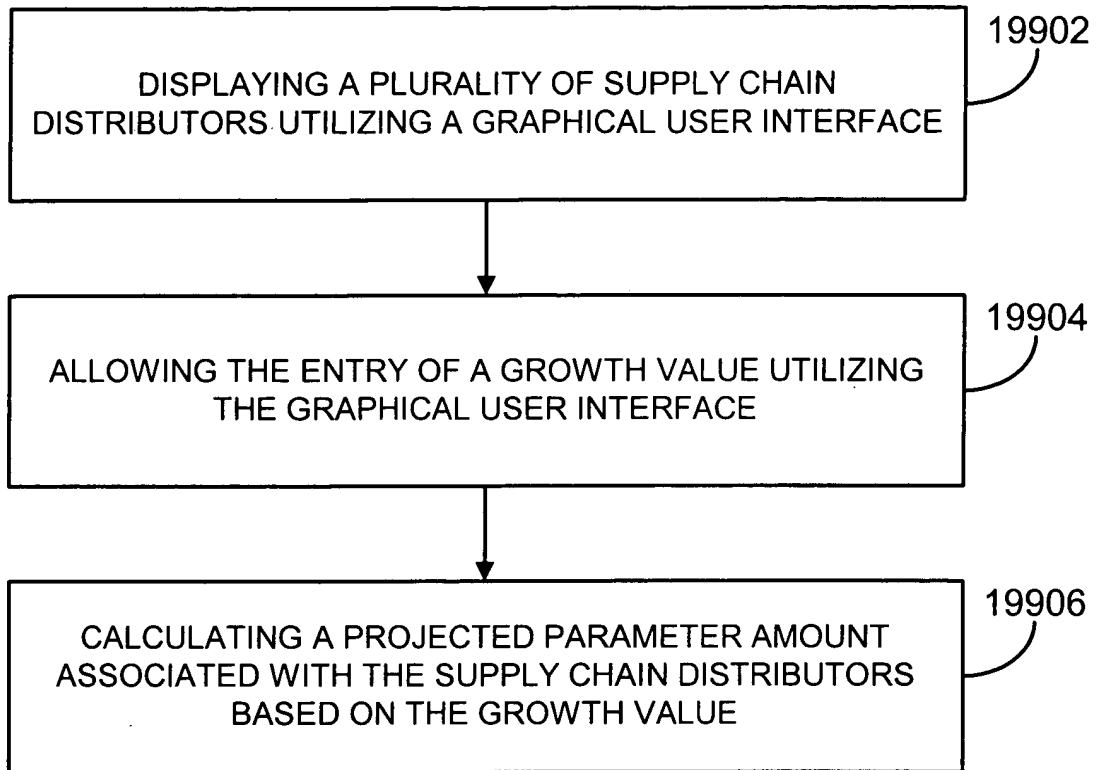 19902
DISPLAYING A PLURALITY OF SUPPLY CHAIN
DISTRIBUTORS UTILIZING A GRAPHICAL USER INTERFACE
19904
ALLOWING THE ENTRY OF A GROWTH VALUE UTILIZING
THE GRAPHICAL USER INTERFACE
19906
CALCULATING A PROJECTED PARAMETER AMOUNT
ASSOCIATED WITH THE SUPPLY CHAIN DISTRIBUTORS
BASED ON THE GROWTH VALUE